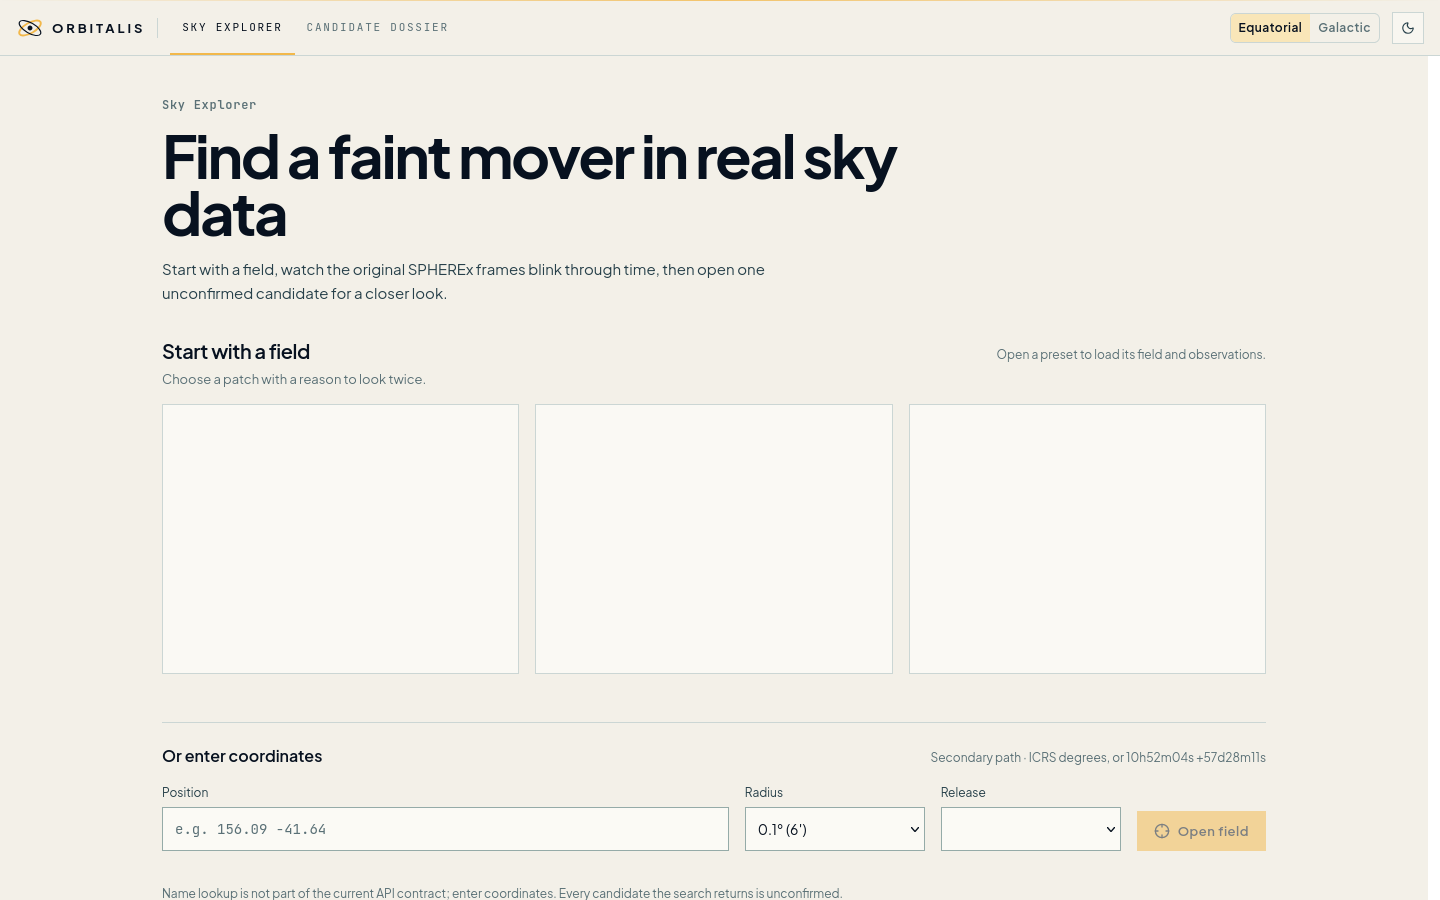 ORBITALIS
SKY EXPLORER
CANDIDATE DOSSIER
Equatorial
Galactic
Sky Explorer
Find a faint mover in real sky
data
Start with a field, watch the original SPHEREx frames blink through time, then open one
unconfirmed candidate for a closer look.
Start with a field
Open a preset to load its field and observations.
Choose a patch with a reason to look twice.
Or enter coordinates
Secondary path · ICRS degrees, or 10h52m04s +57d28m11s
Position
Radius
Release
e.g. 156.09 -41.64
0.1° (6')
Open field
Name lookup is not part of the current API contract; enter coordinates. Every candidate the search returns is unconfirmed.